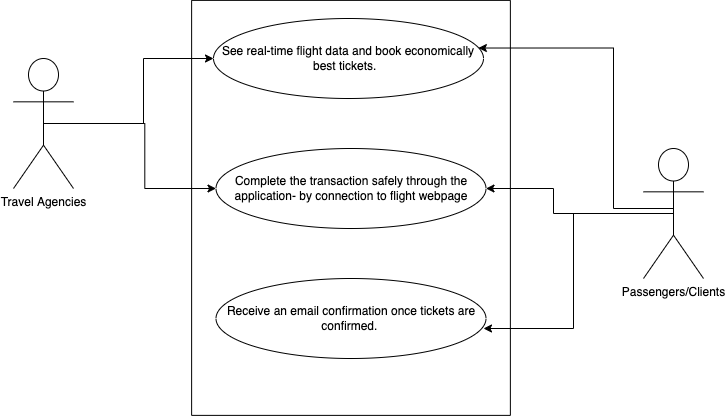 See real-time flight data and book economically
best tickets.
Travel Agencies
Complete the transaction safely through the
application- by connection to flight webpage
Passengers/Clients
Receive an email confirmation once tickets are
confirmed.